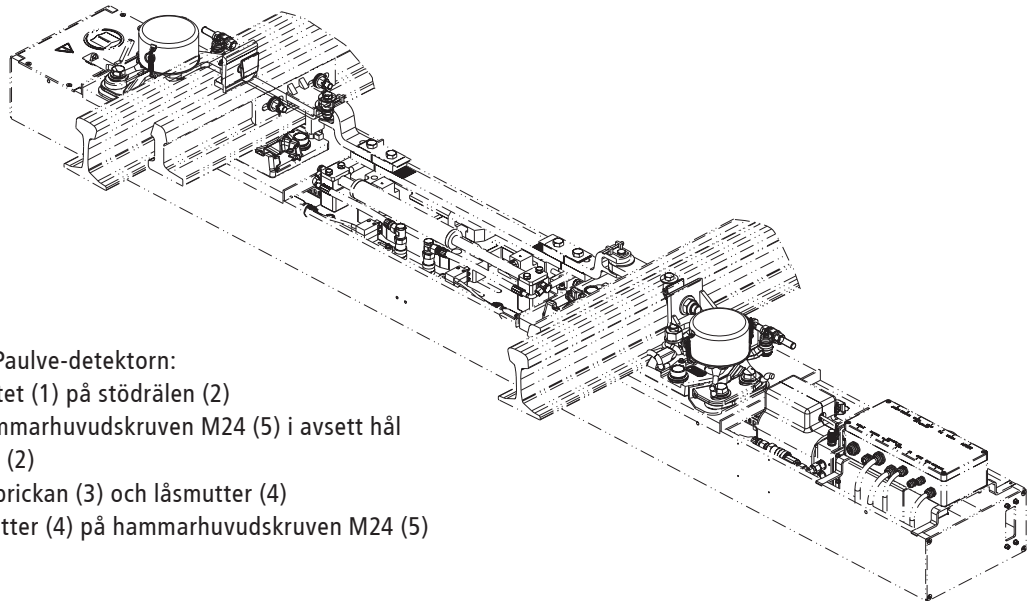 Paulve-detektorn:
tet (1) på stödrälen (2)
mmarhuvudskruven M24 (5) i avsett hål
(2)
brickan (3) och låsmutter (4)
tter (4) på hammarhuvudskruven M24 (5)